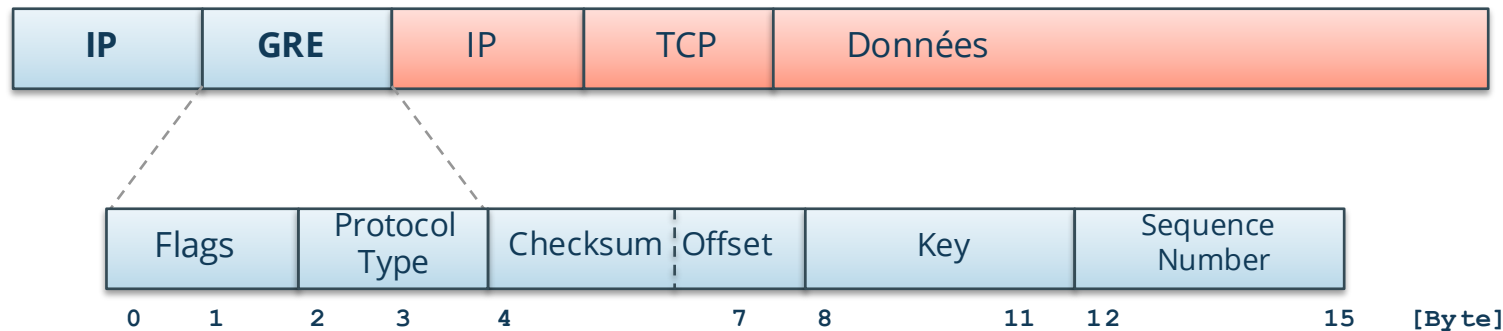 IP GRE IP TCP Données
Flags Protocol Type Checksum Offset Key Sequence Number
0 1 2 3 4 7 8 11 12 15 [Byte]